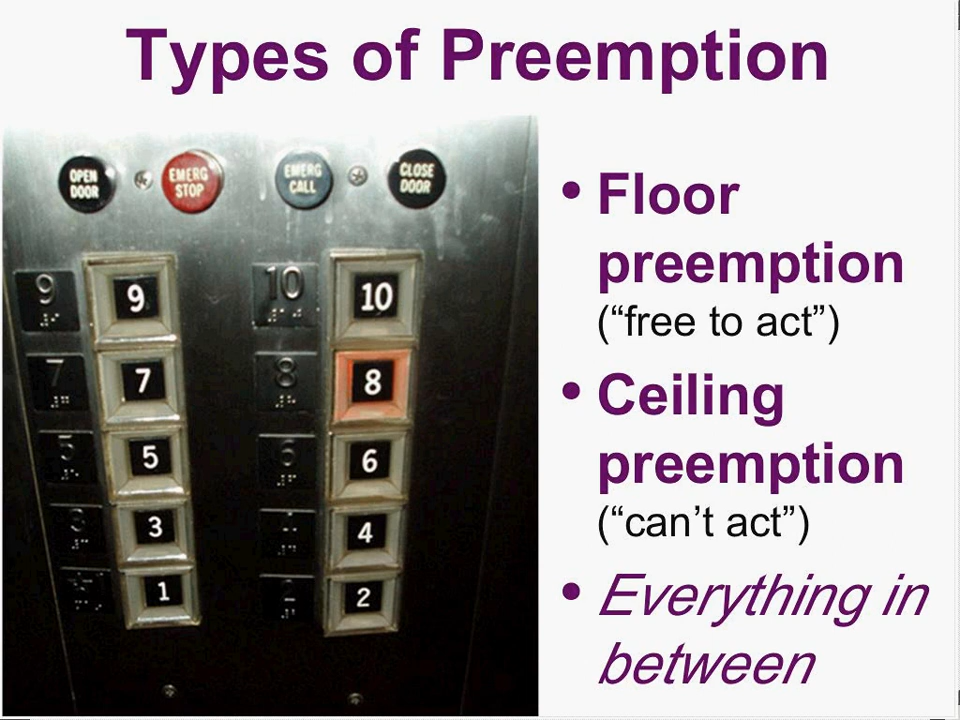 Types of Preemption
OPEN
DOOR
EMERG
STOP
EMERG
CALL
CLOSE
DOOR
9 9 10 10
7 7 8 8
5 5 6 6
3 3 4
1 2 2
• Floor
preemption
(“free to act”)
• Ceiling
preemption
(“can’t act”)
• Everything in
between